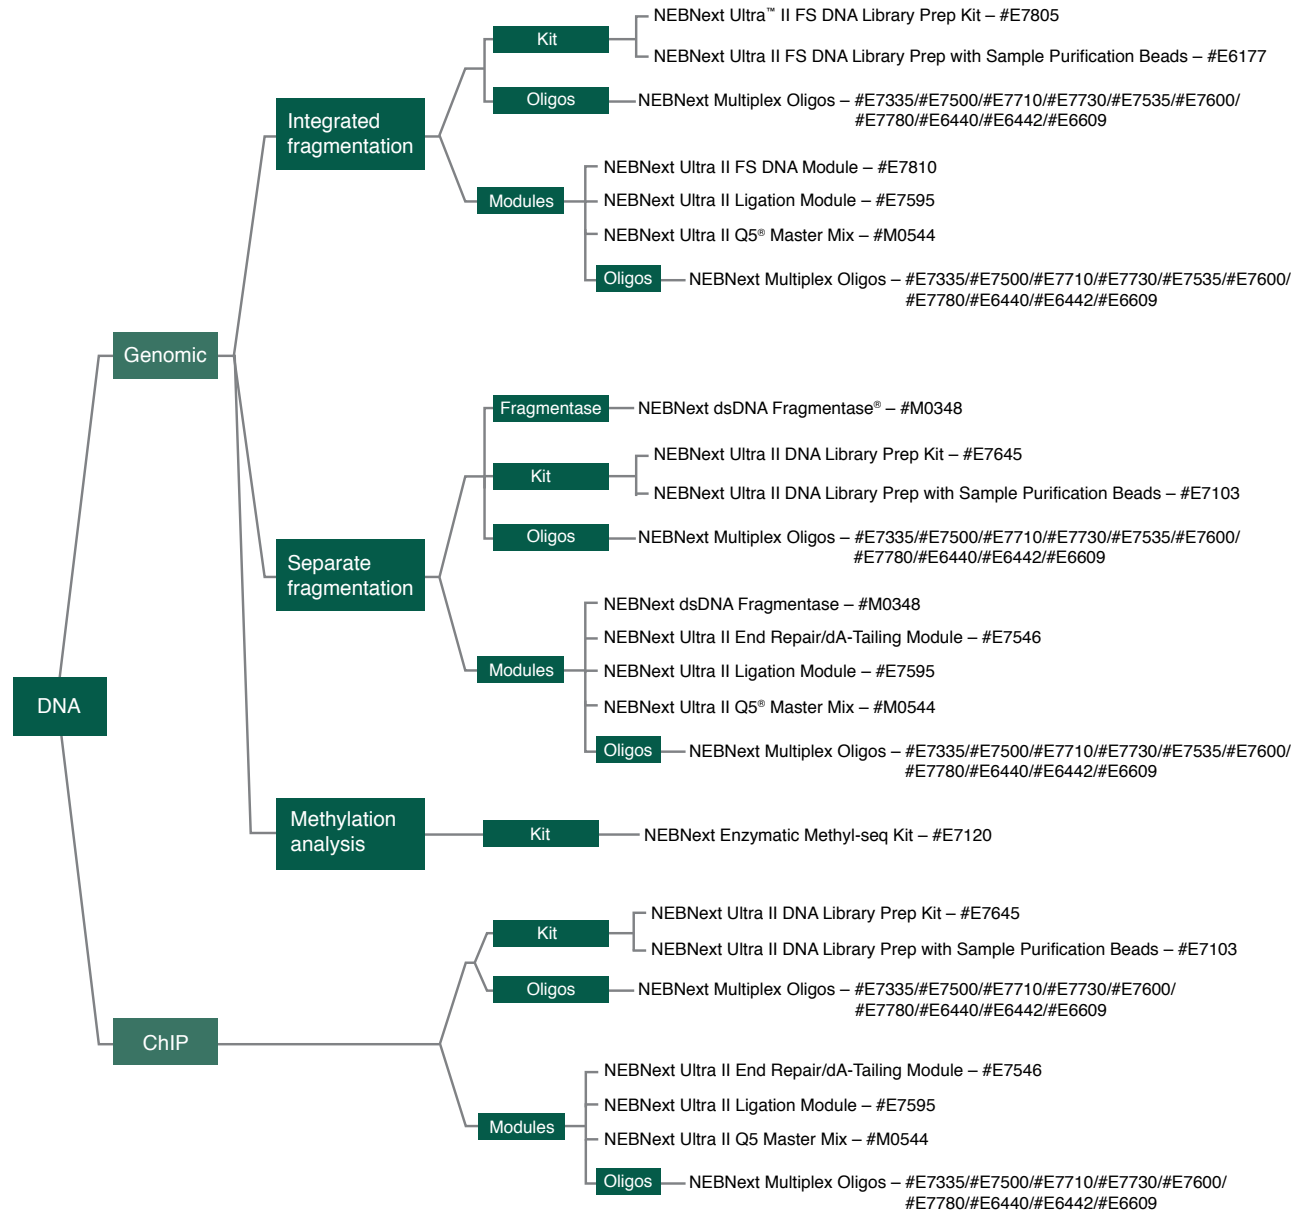 NEBNext Ultra™ II FS DNA Library Prep Kit – #E7805
Kit
NEBNext Ultra II FS DNA Library Prep with Sample Purification Beads – #E6177
Oligos
NEBNext Multiplex Oligos – #E7335/#E7500/#E7710/#E7730/#E7535/#E7600/
#E7780/#E6440/#E6442/#E6609
Integrated
fragmentation
NEBNext Ultra II FS DNA Module – #E7810
Modules
NEBNext Ultra II Ligation Module – #E7595
NEBNext Ultra II Q5® Master Mix – #M0544
Oligos
NEBNext Multiplex Oligos – #E7335/#E7500/#E7710/#E7730/#E7535/#E7600/
#E7780/#E6440/#E6442/#E6609
Genomic
Fragmentase
NEBNext dsDNA Fragmentase® – #M0348
NEBNext Ultra II DNA Library Prep Kit – #E7645
Kit
NEBNext Ultra II DNA Library Prep with Sample Purification Beads – #E7103
Oligos
NEBNext Multiplex Oligos – #E7335/#E7500/#E7710/#E7730/#E7535/#E7600/
#E7780/#E6440/#E6442/#E6609
Separate
fragmentation
NEBNext dsDNA Fragmentase – #M0348
NEBNext Ultra II End Repair/dA-Tailing Module – #E7546
Modules
NEBNext Ultra II Ligation Module – #E7595
NEBNext Ultra II Q5® Master Mix – #M0544
DNA
Oligos
NEBNext Multiplex Oligos – #E7335/#E7500/#E7710/#E7730/#E7535/#E7600/
#E7780/#E6440/#E6442/#E6609
Methylation
analysis
Kit
NEBNext Enzymatic Methyl-seq Kit – #E7120
NEBNext Ultra II DNA Library Prep Kit – #E7645
Kit
NEBNext Ultra II DNA Library Prep with Sample Purification Beads – #E7103
Oligos
NEBNext Multiplex Oligos – #E7335/#E7500/#E7710/#E7730/#E7600/
#E7780/#E6440/#E6442/#E6609
ChIP
NEBNext Ultra II End Repair/dA-Tailing Module – #E7546
NEBNext Ultra II Ligation Module – #E7595
Modules
NEBNext Ultra II Q5 Master Mix – #M0544
Oligos
NEBNext Multiplex Oligos – #E7335/#E7500/#E7710/#E7730/#E7600/
#E7780/#E6440/#E6442/#E6609